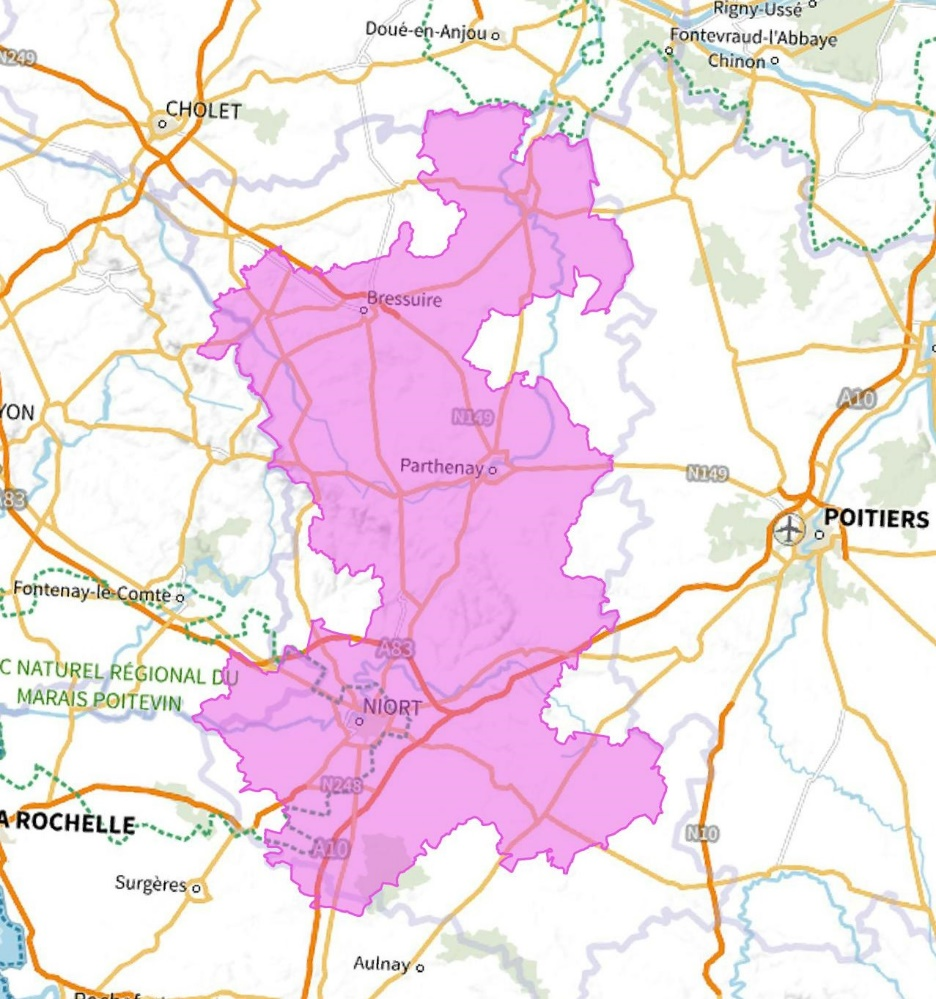 Rigny-Ussé
Doué-en-Anjou
Fontevraud-l'Abbaye
N249
Chinon
CHOLET
Bressuire
A10
YON
N149
Parthenay
N149
A83
POITIERS
Fontenay-le-Comte
A83
C NATUREL RÉGIONAL DU
MARAIS POITEVIN
NIORT
N248
A ROCHELLE
N10
A10
Surgères
Aulnay